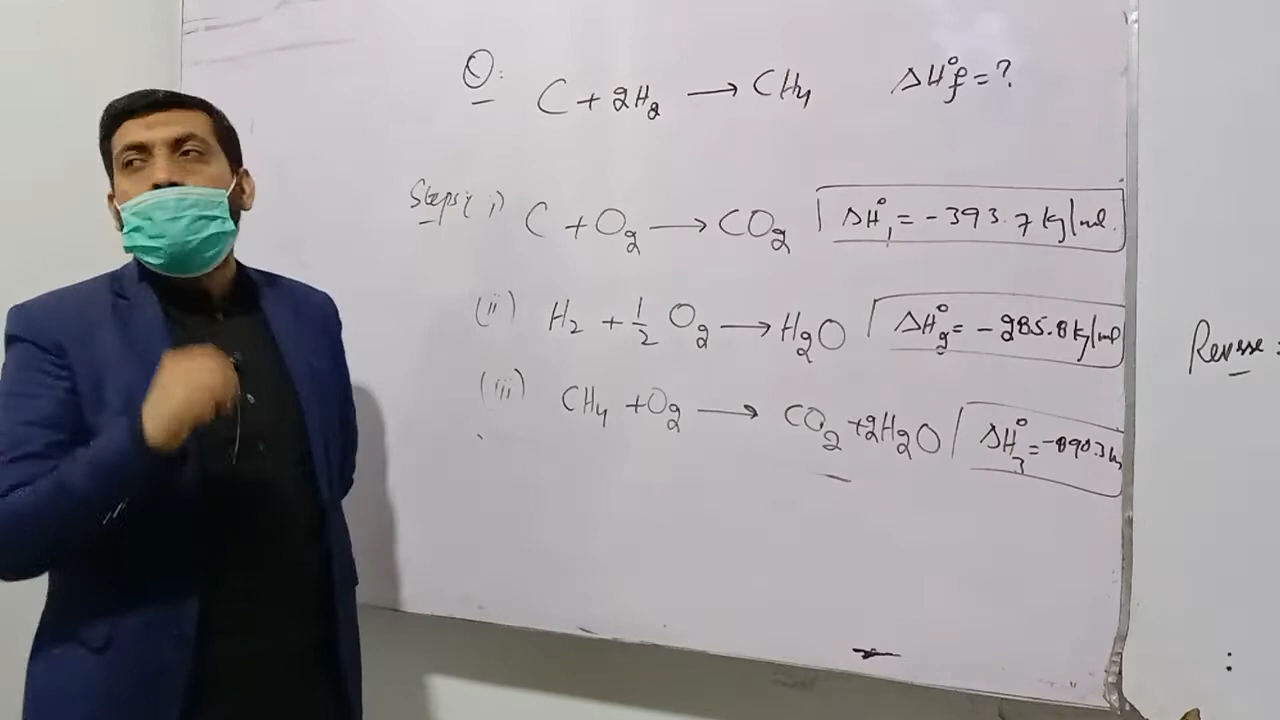 Q: C + 2H2 → CH4 ΔH°f = ?
Steps(i) C + O2 → CO2 ΔH°1 = -393.7 kJ/mol.
(ii) H2 + 1/2 O2 → H2O ΔH°2 = -285.8 kJ/mol
(iii) CH4 + O2 → CO2 + 2H2O ΔH°3 = -890.3 kJ
Reverse :